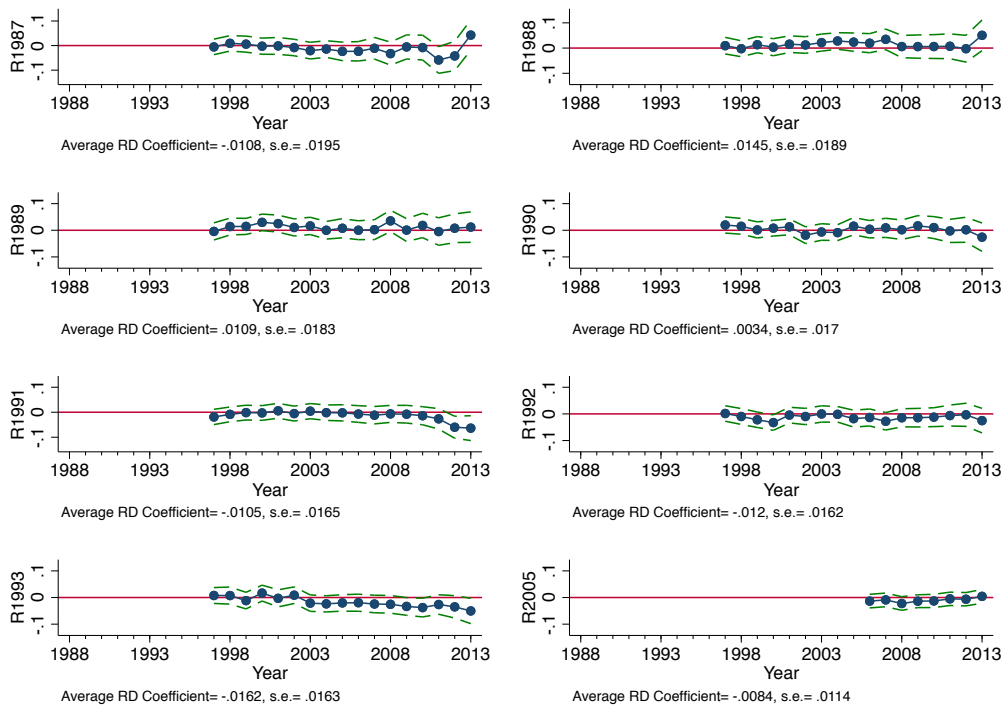 R1987
.1
0
-.1
1988 1993 1998 2003 2008 2013
Year
Average RD Coefficient= -.0108, s.e.= .0195
R1988
.1
0
-.1
1988 1993 1998 2003 2008 2013
Year
Average RD Coefficient= .0145, s.e.= .0189
R1989
.1
0
-.1
1988 1993 1998 2003 2008 2013
Year
Average RD Coefficient= .0109, s.e.= .0183
R1990
.1
0
-.1
1988 1993 1998 2003 2008 2013
Year
Average RD Coefficient= .0034, s.e.= .017
R1991
.1
0
-.1
1988 1993 1998 2003 2008 2013
Year
Average RD Coefficient= -.0105, s.e.= .0165
R1992
.1
0
-.1
1988 1993 1998 2003 2008 2013
Year
Average RD Coefficient= -.012, s.e.= .0162
R1993
.1
0
-.1
1988 1993 1998 2003 2008 2013
Year
Average RD Coefficient= -.0162, s.e.= .0163
R2005
.1
0
-.1
1988 1993 1998 2003 2008 2013
Year
Average RD Coefficient= -.0084, s.e.= .0114